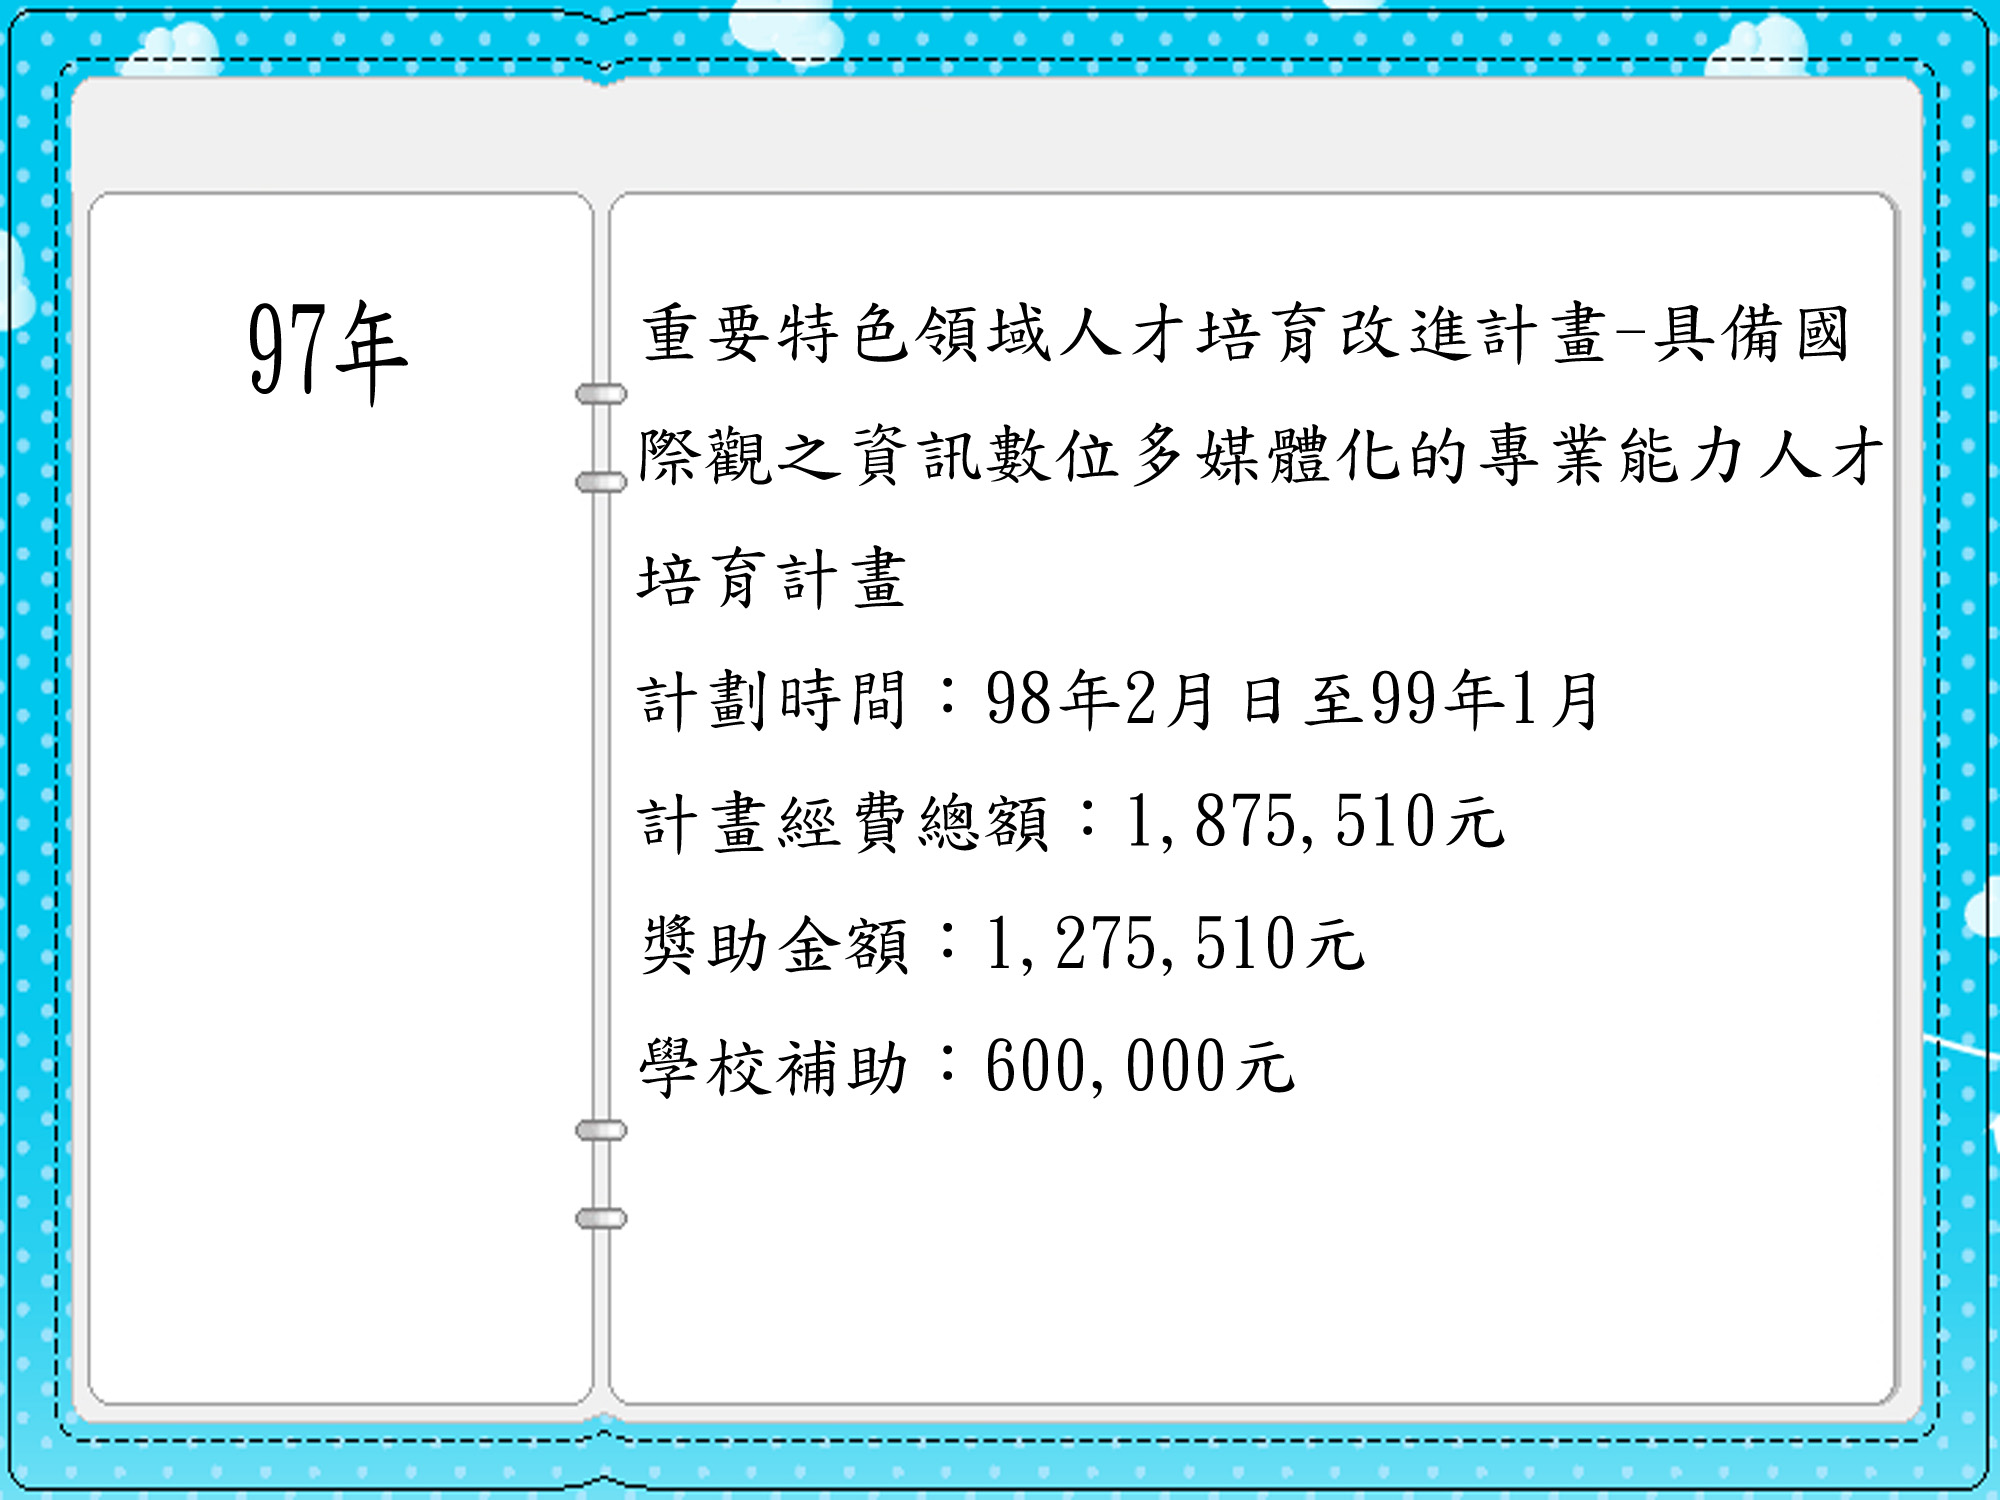 97年
重要特色領域人才培育改進計畫-具備國
際觀之資訊數位多媒體化的專業能力人才
培育計畫
計劃時間：98年2月日至99年1月
計畫經費總額：1,875,510元
獎助金額：1,275,510元
學校補助：600,000元